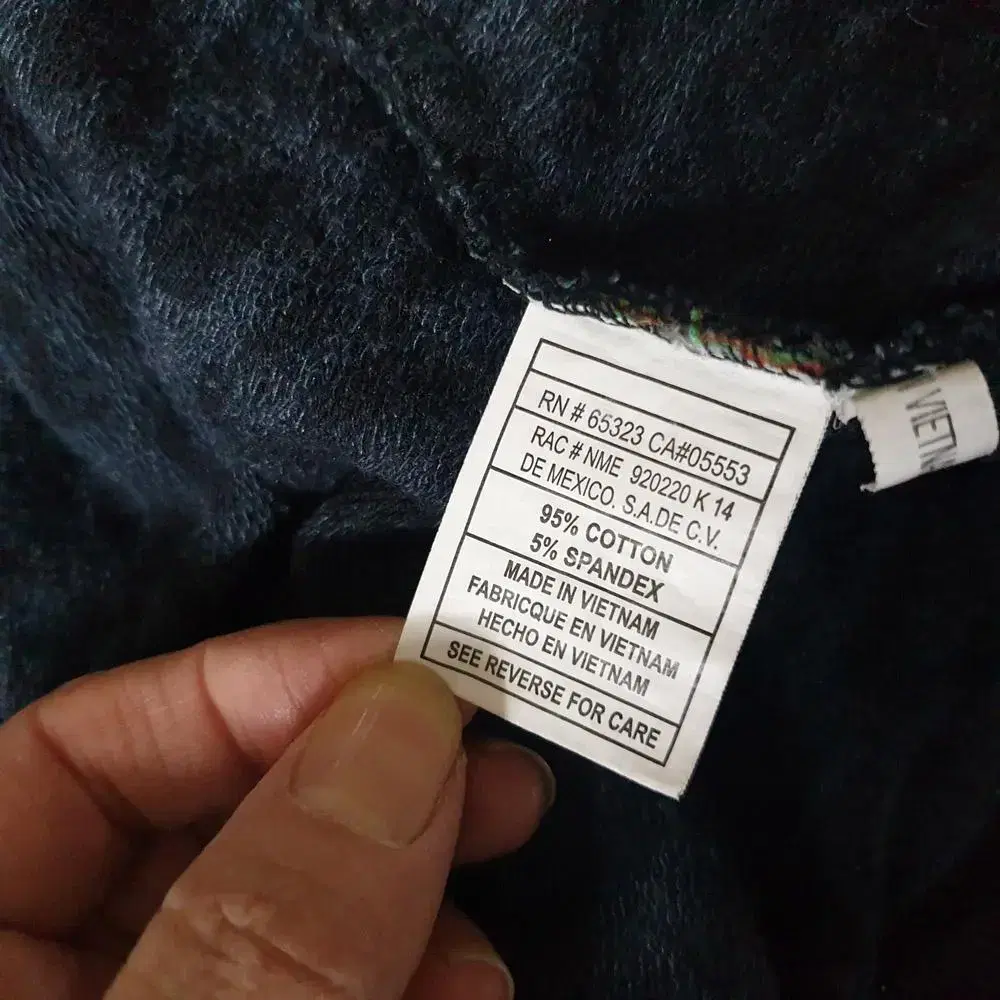 RN # 65323 CA#05553
RAC # NME 920220 K 14
DE MEXICO. S.A.DE C.V.
95% COTTON
5% SPANDEX
MADE IN VIETNAM
FABRICQUE EN VIETNAM
HECHO EN VIETNAM
SEE REVERSE FOR CARE